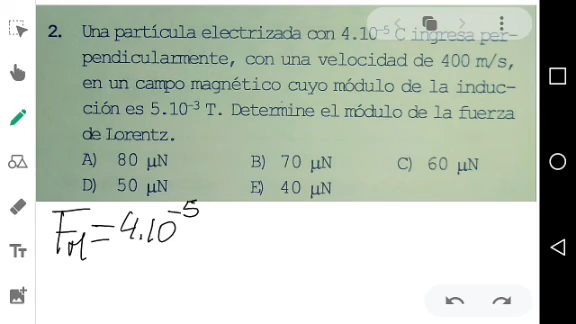 2. Una partícula electrizada con 4.10⁻⁵ C ingresa per-
pendicularmente, con una velocidad de 400 m/s,
en un campo magnético cuyo módulo de la induc-
ción es 5.10⁻³ T. Determine el módulo de la fuerza
de Lorentz.
A) 80 μN B) 70 μN C) 60 μN
D) 50 μN E) 40 μN
F_M = 4.10⁻⁵
Tt